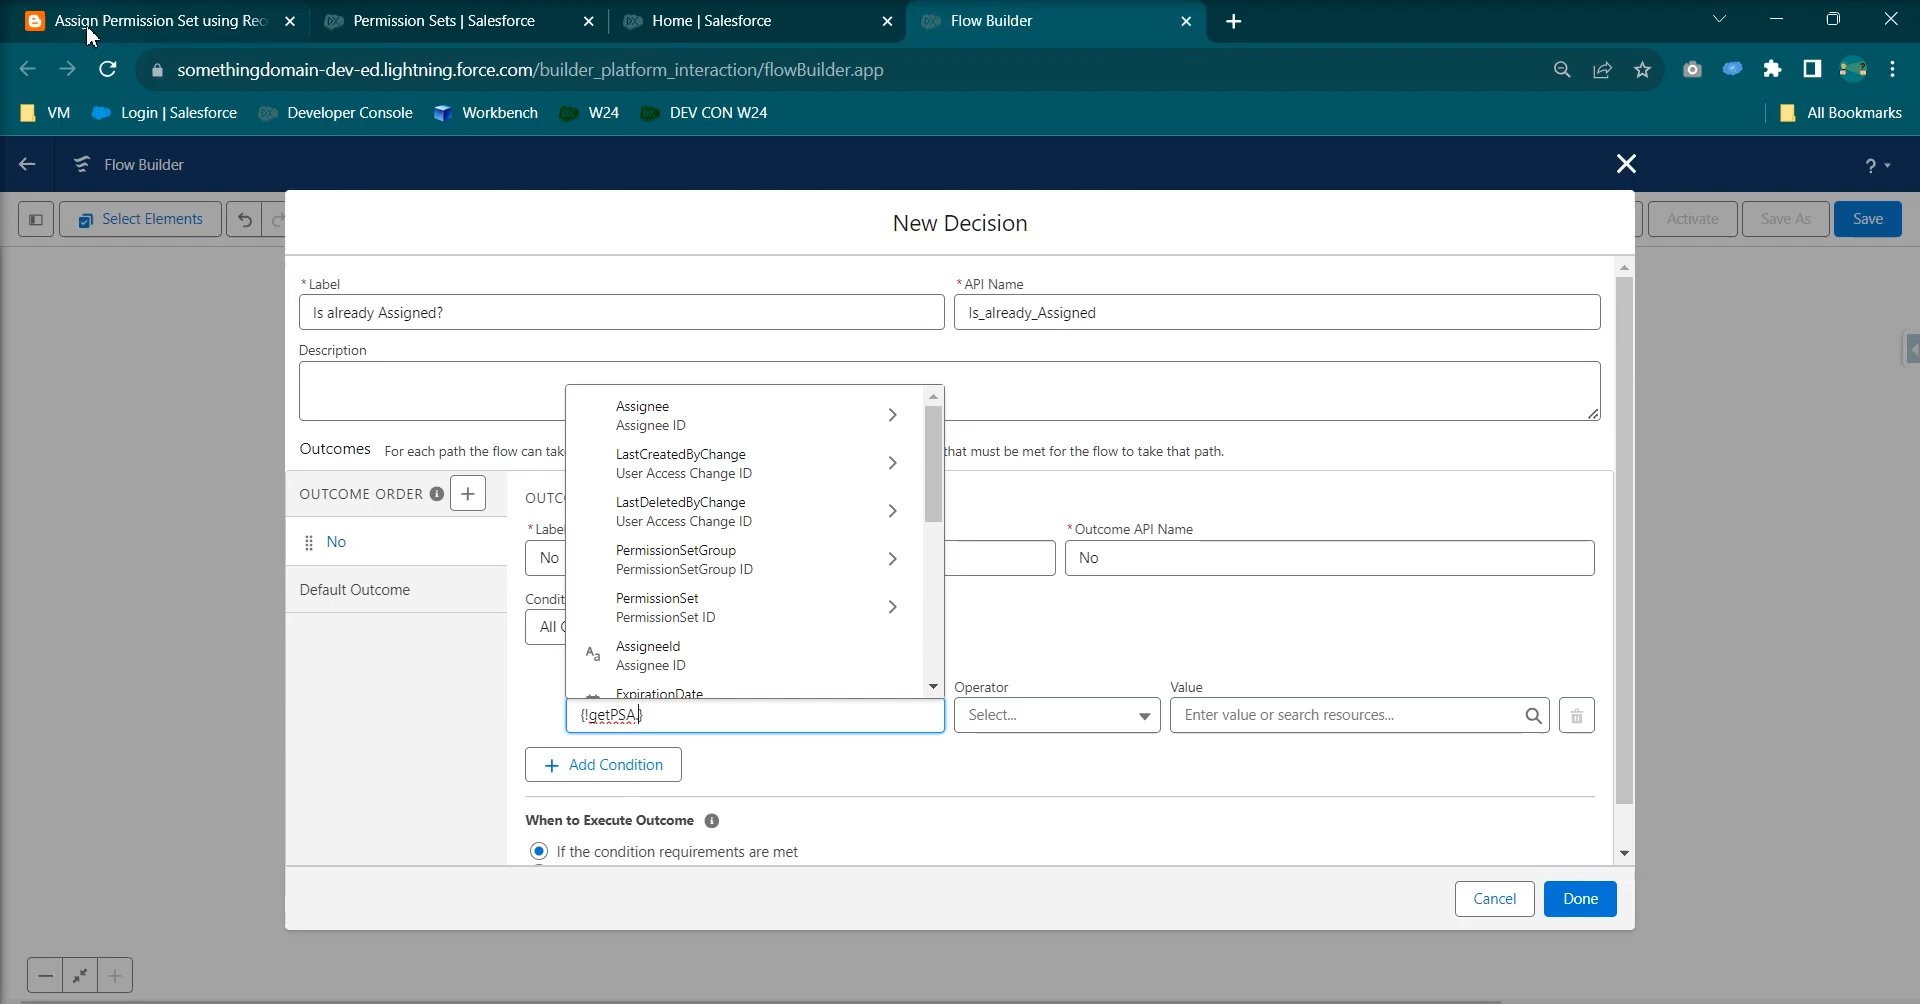 Assign Permission Set using Rec
Permission Sets | Salesforce
Home | Salesforce
Flow Builder
somethingdomain-dev-ed.lightning.force.com/builder_platform_interaction/flowBuilder.app
VM
Login | Salesforce
Developer Console
Workbench
W24
DEV CON W24
All Bookmarks
Flow Builder
?
Select Elements
Activate
Save As
Save
New Decision
* Label
* API Name
Is already Assigned?
Is_already_Assigned
Description
Outcomes For each path the flow can tak
that must be met for the flow to take that path.
Assignee
Assignee ID
LastCreatedByChange
User Access Change ID
LastDeletedByChange
User Access Change ID
PermissionSetGroup
PermissionSetGroup ID
PermissionSet
PermissionSet ID
Aa AssigneeId
Assignee ID
ExpirationDate
OUTCOME ORDER
No
Default Outcome
OUTC
* Labe
* Outcome API Name
No
No
Condit
All C
Operator
Value
{!getPSA.}
Select...
Enter value or search resources...
+ Add Condition
When to Execute Outcome
If the condition requirements are met
Cancel
Done